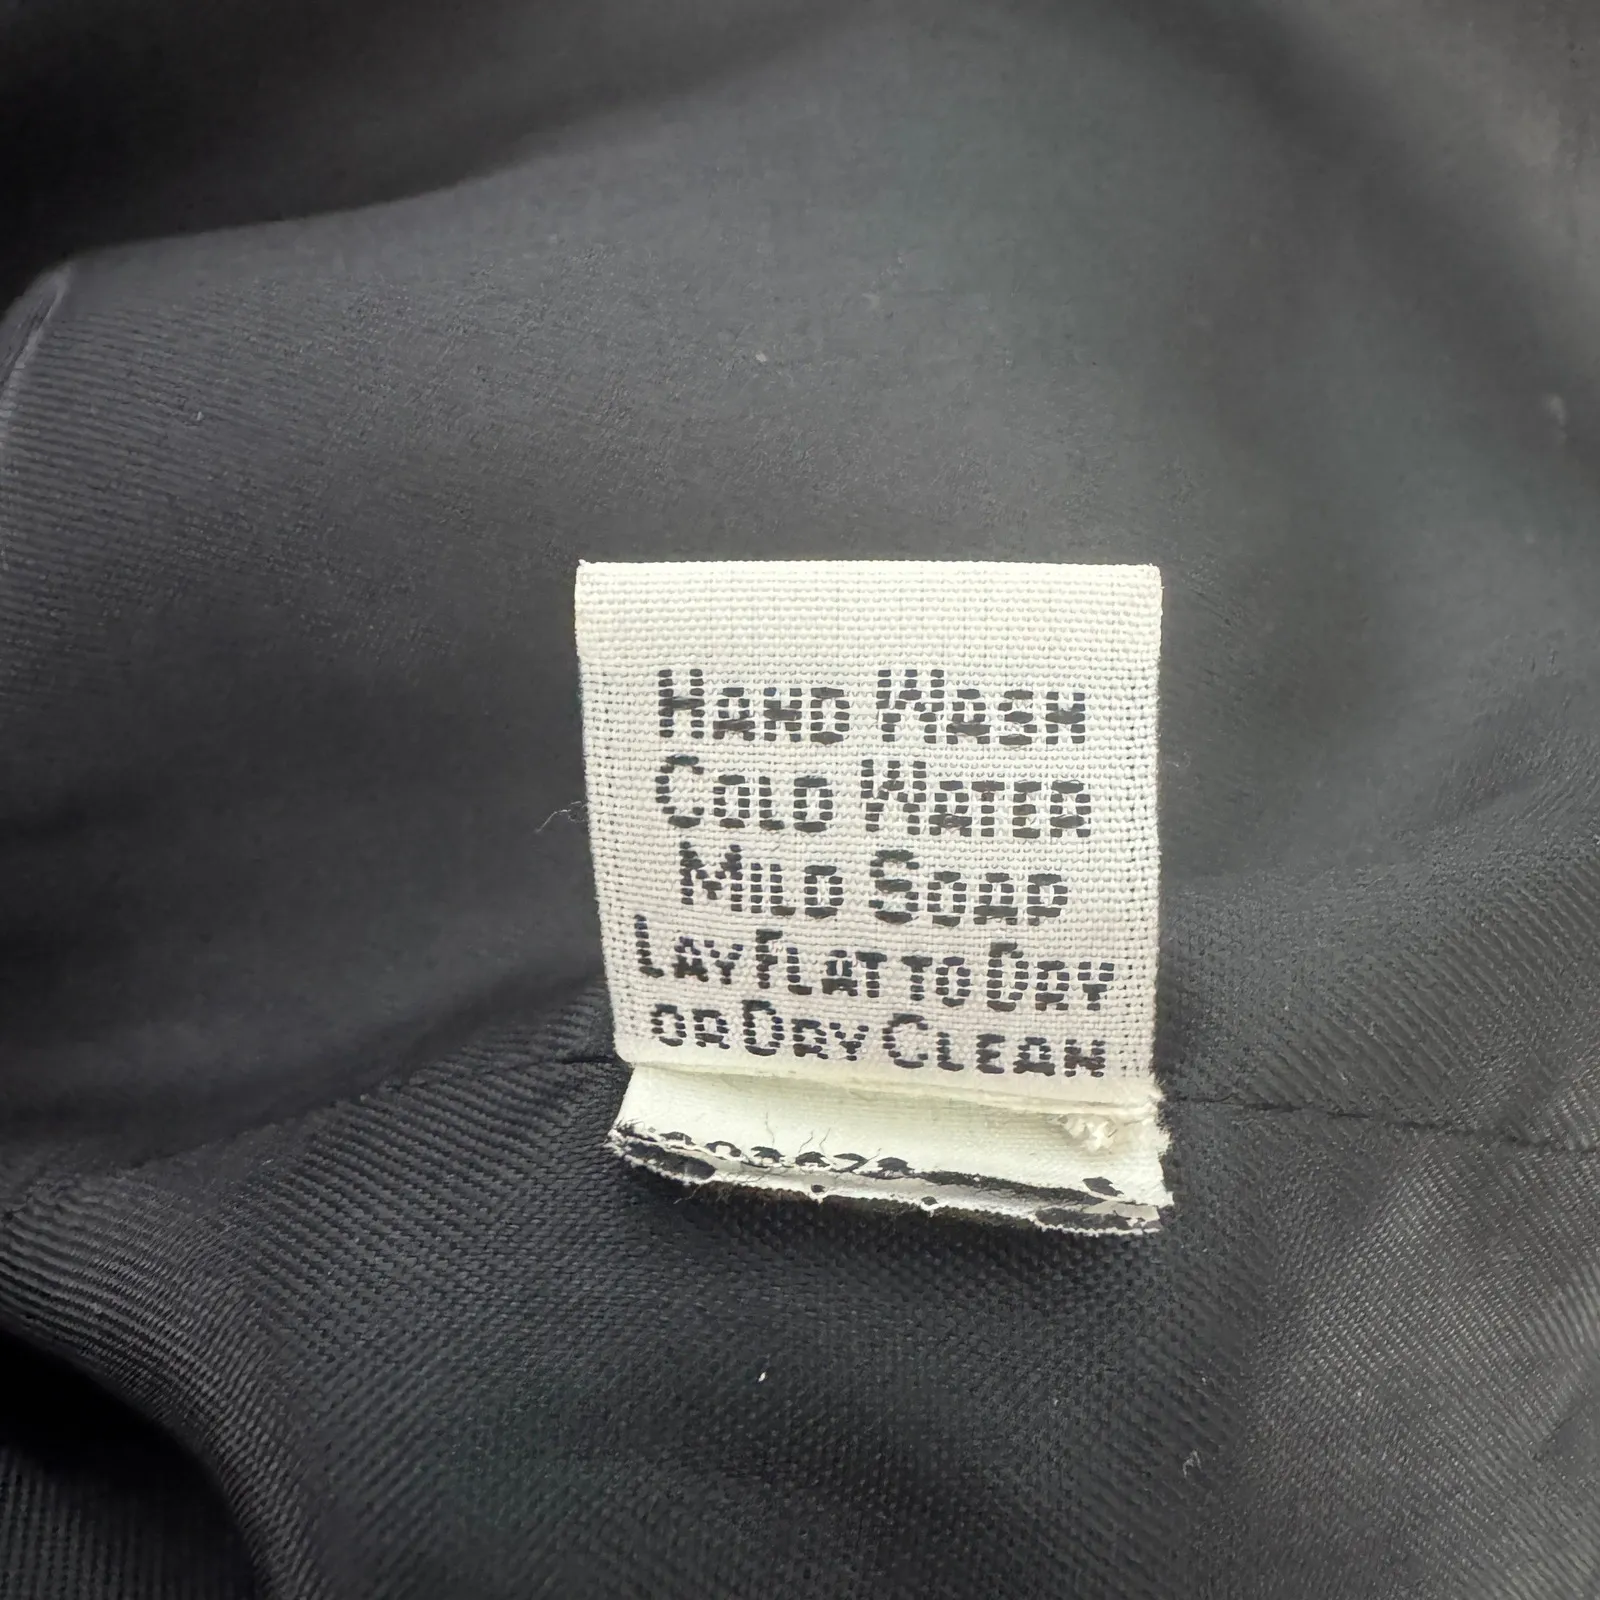 Hand Wash
Cold Water
Mild Soap
Lay Flat to Dry
or Dry Clean